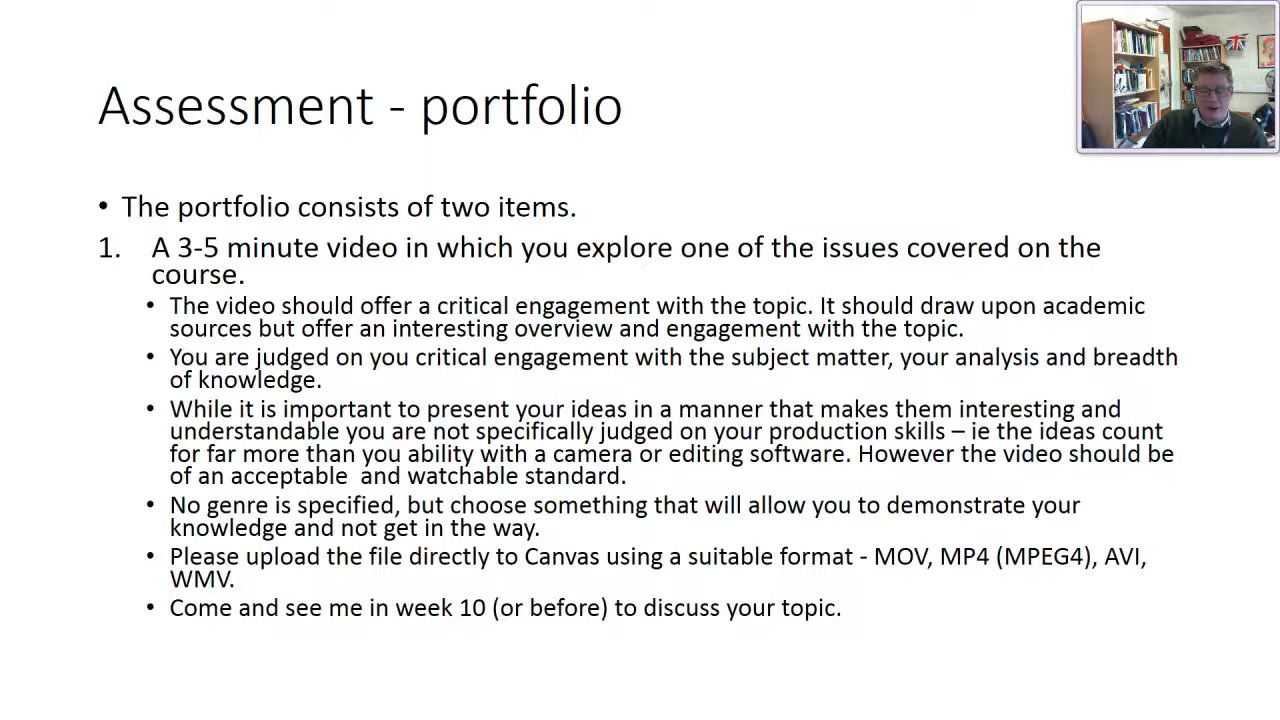 Assessment - portfolio
• The portfolio consists of two items.
1. A 3-5 minute video in which you explore one of the issues covered on the
course.
• The video should offer a critical engagement with the topic. It should draw upon academic
sources but offer an interesting overview and engagement with the topic.
• You are judged on you critical engagement with the subject matter, your analysis and breadth
of knowledge.
• While it is important to present your ideas in a manner that makes them interesting and
understandable you are not specifically judged on your production skills – ie the ideas count
for far more than you ability with a camera or editing software. However the video should be
of an acceptable  and watchable standard.
• No genre is specified, but choose something that will allow you to demonstrate your
knowledge and not get in the way.
• Please upload the file directly to Canvas using a suitable format - MOV, MP4 (MPEG4), AVI,
WMV.
• Come and see me in week 10 (or before) to discuss your topic.